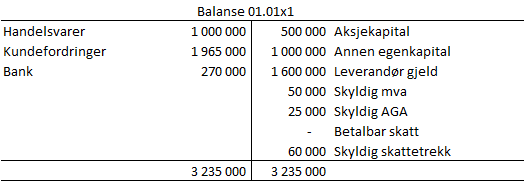 Balanse 01.01x1
Handelsvarer 1 000 000 500 000 Aksjekapital
Kundefordringer 1 965 000 1 000 000 Annen egenkapital
Bank 270 000 1 600 000 Leverandør gjeld
50 000 Skyldig mva
25 000 Skyldig AGA
- Betalbar skatt
60 000 Skyldig skattetrekk
3 235 000 3 235 000